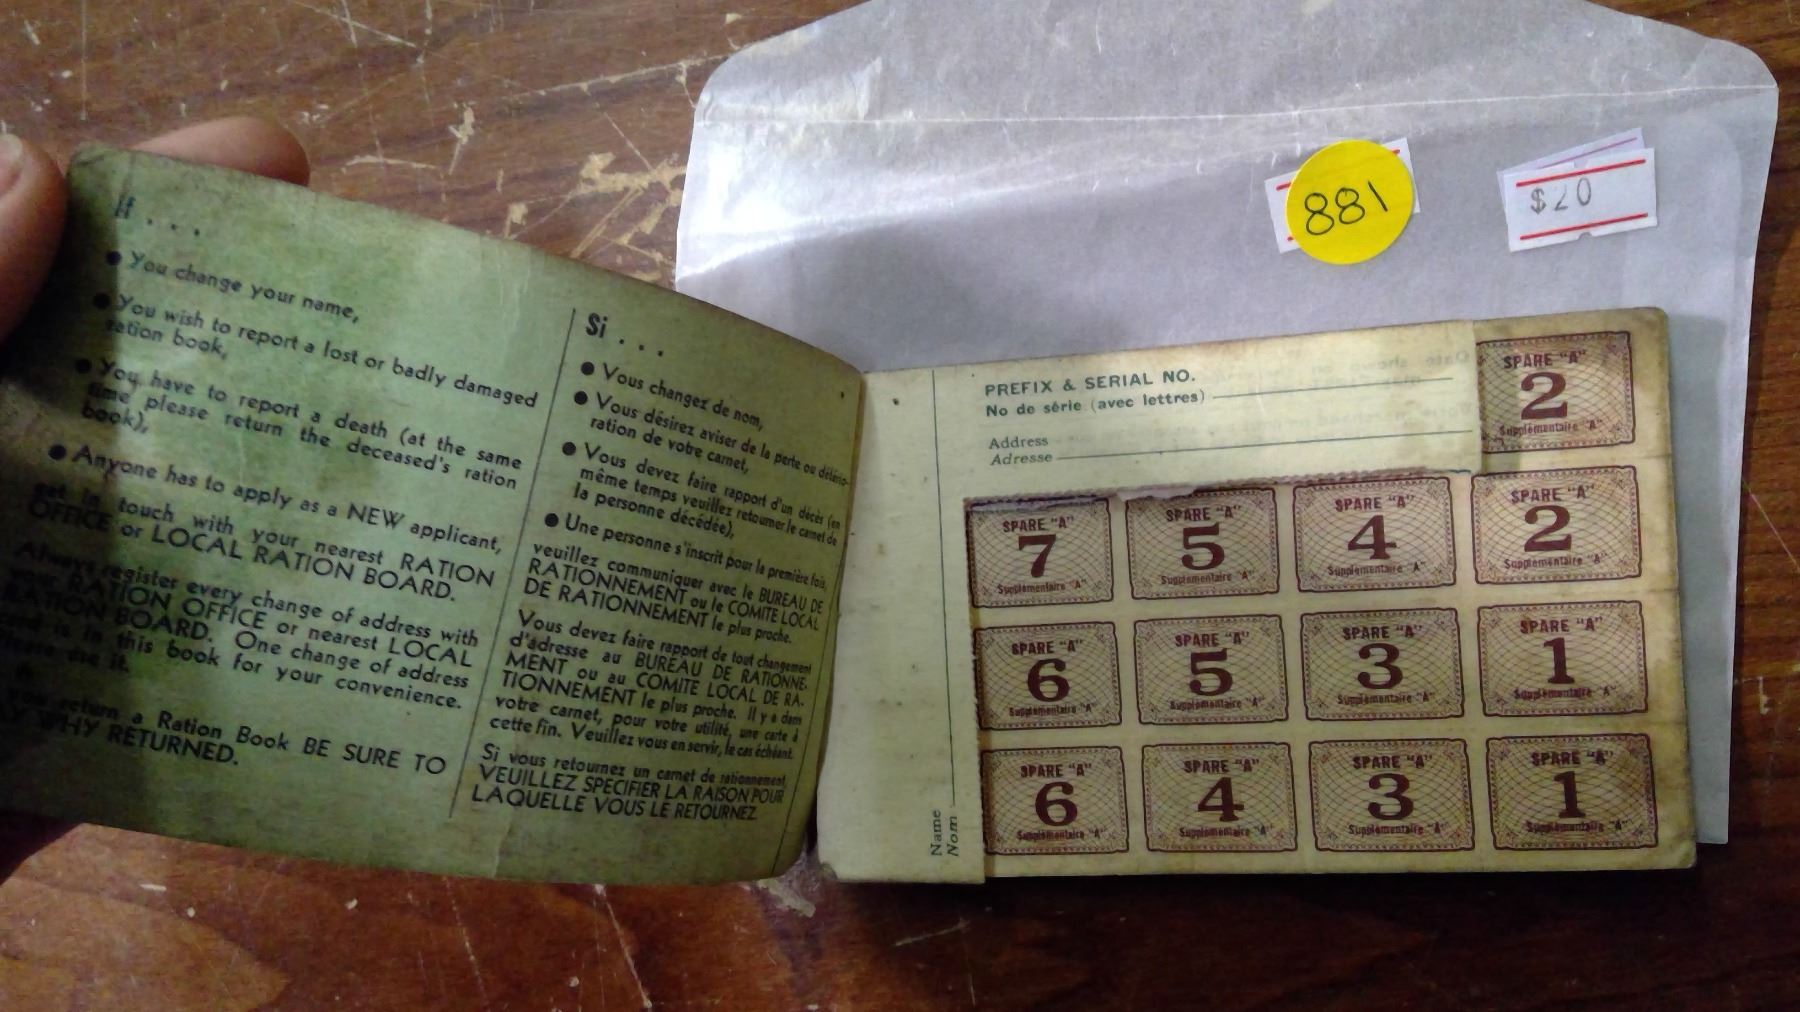 If . . .
● You change your name,
● You wish to report a lost or badly damaged
ration book,
● You have to report a death (at the same
time please return the deceased's ration
book),
● Anyone has to apply as a NEW applicant,
get in touch with your nearest RATION
OFFICE or LOCAL RATION BOARD.
Always register every change of address with
RATION OFFICE or nearest LOCAL
RATION BOARD. One change of address
is in this book for your convenience.
use it.
return a Ration Book BE SURE TO
WHY RETURNED.
Si . . .
● Vous changez de nom,
● Vous désirez aviser de la perte ou détério-
ration de votre carnet,
● Vous devez faire rapport d'un décès (en
même temps veuillez retourner le carnet de
la personne décédée),
● Une personne s'inscrit pour la première fois,
veuillez communiquer avec le BUREAU DE
RATIONNEMENT ou le COMITE LOCAL
DE RATIONNEMENT le plus proche.
Vous devez faire rapport de tout changement
d'adresse au BUREAU DE RATIONNE-
MENT ou au COMITE LOCAL DE RA-
TIONNEMENT le plus proche. Il y a dans
votre carnet, pour votre utilité, une carte à
cette fin. Veuillez vous en servir, le cas échéant.
Si vous retournez un carnet de rationnement,
VEUILLEZ SPECIFIER LA RAISON POUR
LAQUELLE VOUS LE RETOURNEZ.
881
$20
PREFIX & SERIAL NO.
No de série (avec lettres)
Address
Adresse
Name
Nom
SPARE "A"
2
Supplémentaire "A"
SPARE "A" SPARE "A" SPARE "A" SPARE "A"
7 5 4 2
Supplémentaire "A" Supplémentaire "A" Supplémentaire "A" Supplémentaire "A"
SPARE "A" SPARE "A" SPARE "A" SPARE "A"
6 5 3 1
Supplémentaire "A" Supplémentaire "A" Supplémentaire "A" Supplémentaire "A"
SPARE "A" SPARE "A" SPARE "A" SPARE "A"
6 4 3 1
Supplémentaire "A" Supplémentaire "A" Supplémentaire "A" Supplémentaire "A"